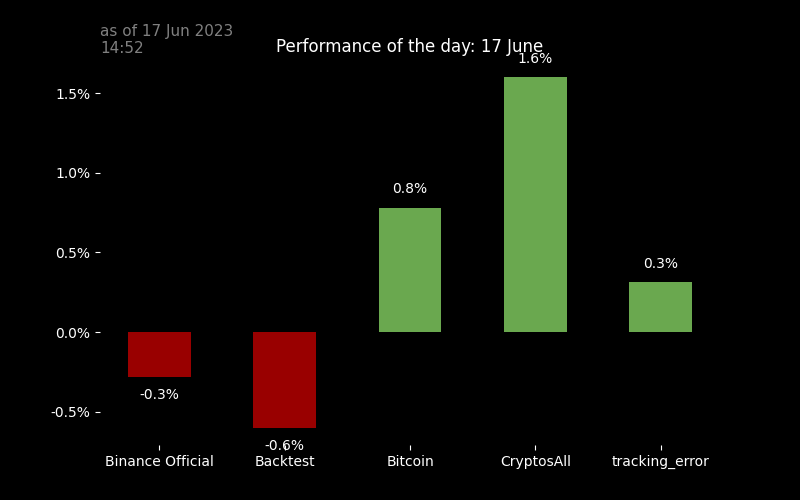 as of 17 Jun 2023
14:52
Performance of the day: 17 June
1.6%
1.5%
1.0%
0.8%
0.5%
0.3%
0.0%
-0.3%
-0.5%
-0.6%
Binance Official
Backtest
Bitcoin
CryptosAll
tracking_error